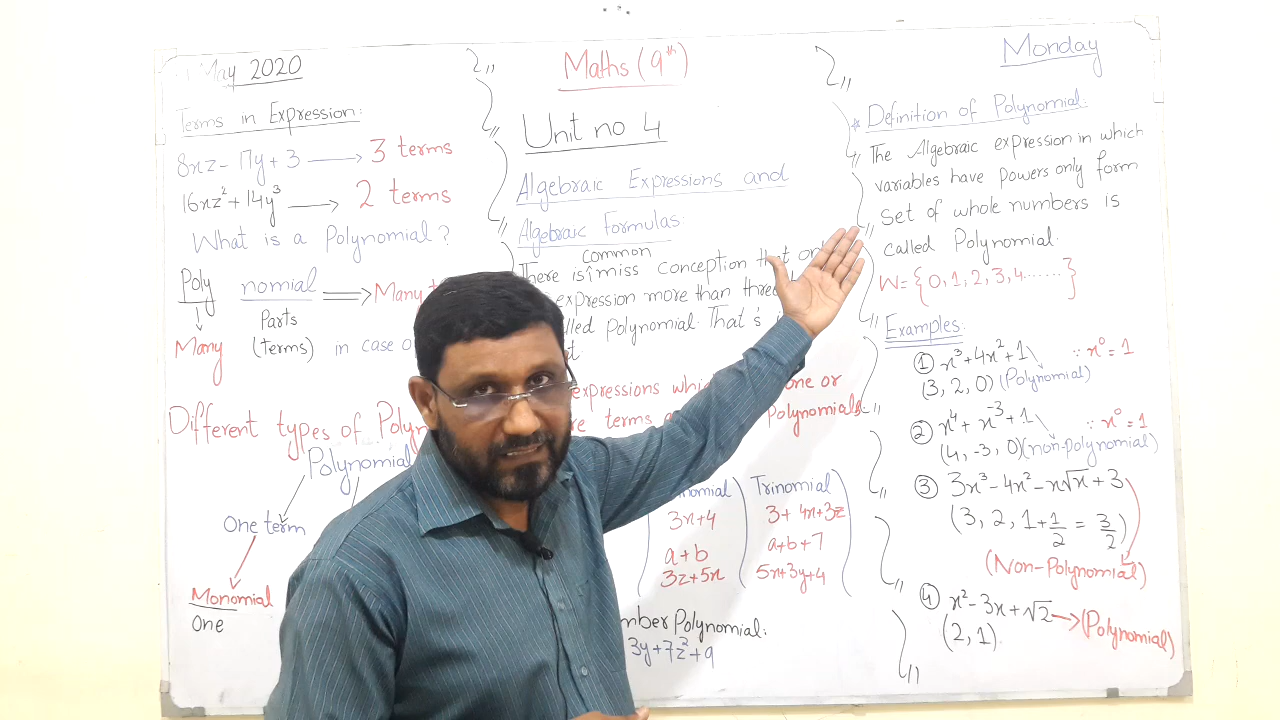 May 2020
Terms in Expression:
8xz - 17y + 3 → 3 terms
16xz² + 14y³ → 2 terms
What is a Polynomial?
Poly nomial ⇒ Many
↓ Parts
Many (terms) in case
Different types of
Polynomial
One term
Monomial
One
Maths (9th)
Unit no 4
Algebraic Expressions and
Algebraic Formulas:
common
There is, miss conception that
expression more than three
polynomial. That's
expressions
one or
terms
Polynomials.
Trinomial
3x+4
3 + 4x+3z
a+b
a+b+7
3z+5x
5x+3y+4
Polynomial:
3y+7z²+9
Monday
* Definition of Polynomial:
The Algebraic expression in which
variables have powers only form
set of whole numbers is
called Polynomial.
W = { 0, 1, 2, 3, 4....... }
Examples:
① x³+4x²+1 ∵ x⁰ = 1
(3, 2, 0) (Polynomial)
② x⁴ + x⁻³ + 1 ∵ x⁰ = 1
(4, -3, 0) (non-polynomial)
③ 3x³ - 4x² - x√x + 3
(3, 2, 1 + 1/2 = 3/2)
(Non-Polynomial)
④ x² - 3x + √2 → (Polynomial)
(2, 1).